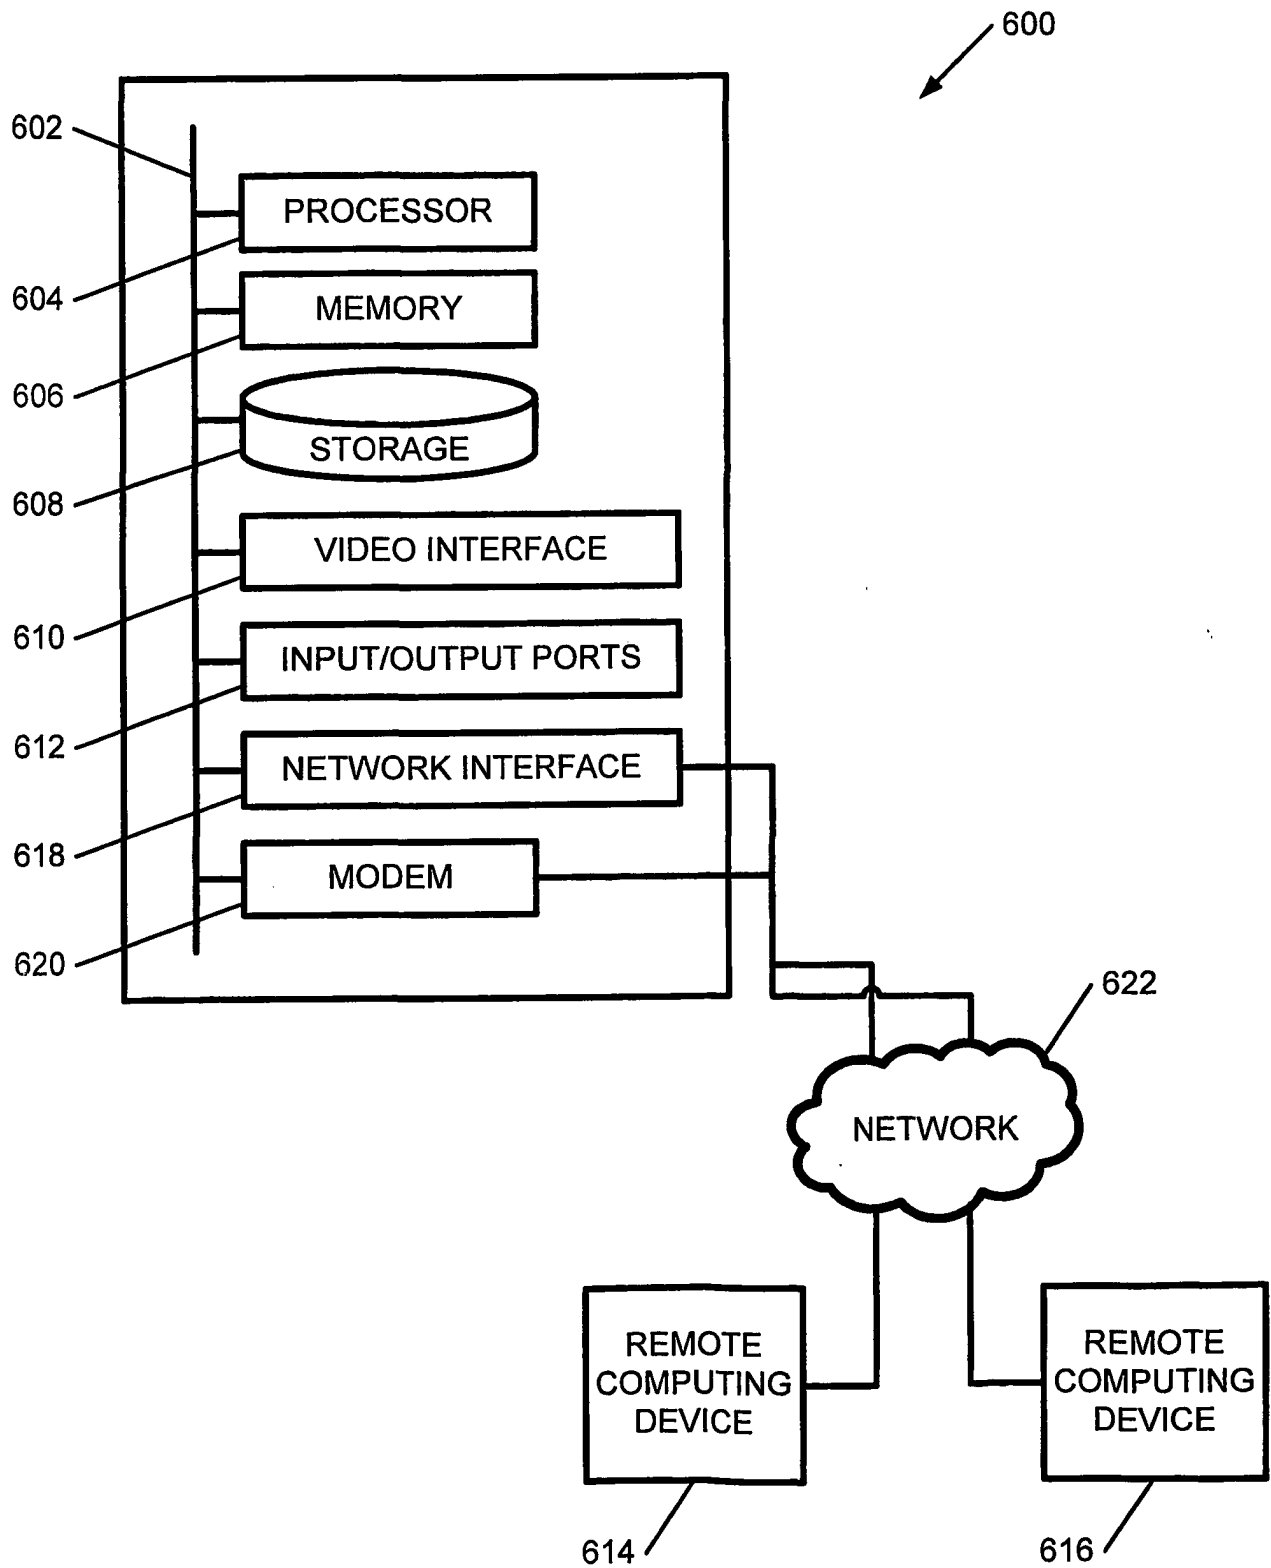 600
602
PROCESSOR
604
MEMORY
606
STORAGE
608
VIDEO INTERFACE
610
INPUT/OUTPUT PORTS
612
NETWORK INTERFACE
618
MODEM
620
622
NETWORK
REMOTE
COMPUTING
DEVICE
614
REMOTE
COMPUTING
DEVICE
616